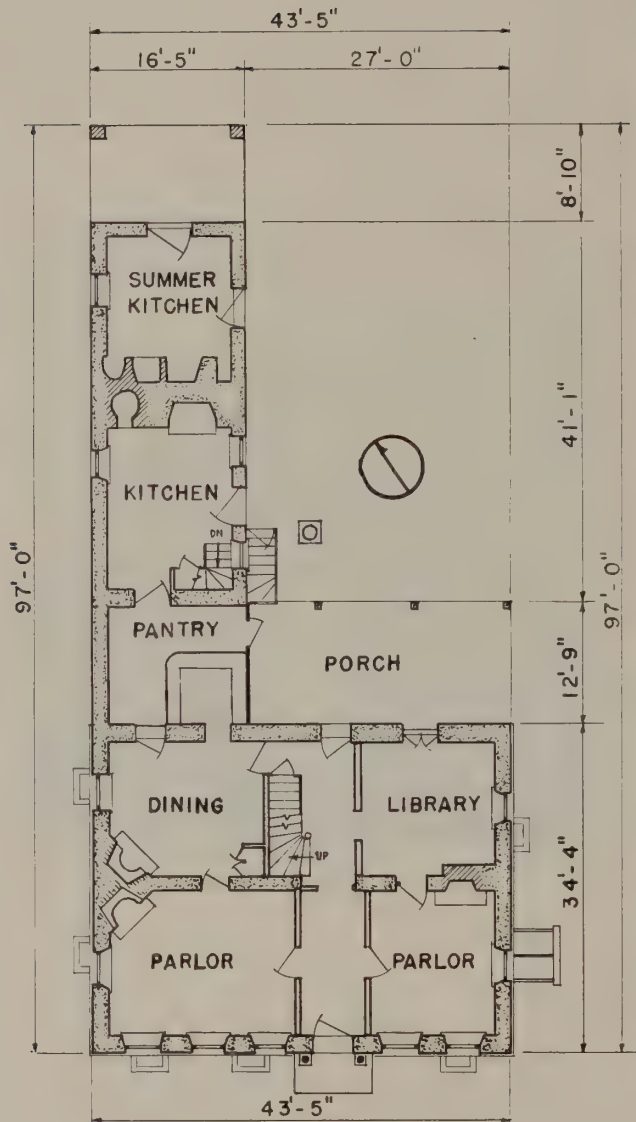 43'-5"
16'-5"
27'-0"
8'-10"
SUMMER
KITCHEN
41'-1"
KITCHEN
DN
97'-0"
97'-0"
PANTRY
PORCH
12'-9"
DINING
LIBRARY
UP
34'-4"
PARLOR
PARLOR
43'-5"